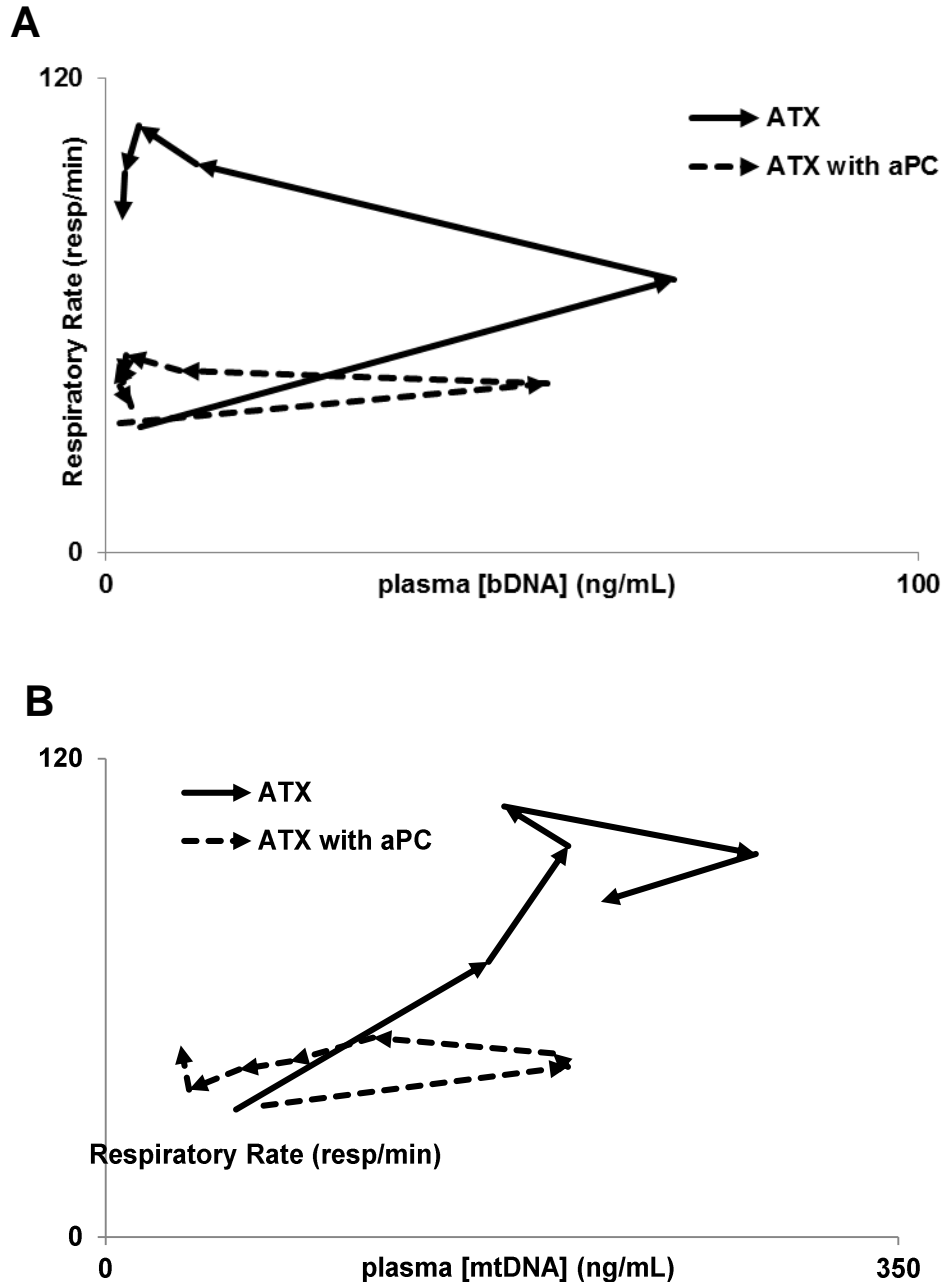 A
120
ATX
ATX with aPC
Respiratory Rate (resp/min)
0
0 plasma [bDNA] (ng/mL) 100
B
120
ATX
ATX with aPC
Respiratory Rate (resp/min)
0
0 plasma [mtDNA] (ng/mL) 350